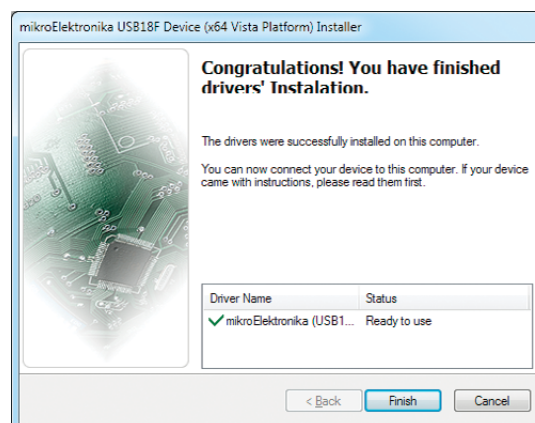 mikroElektronika USB18F Device (x64 Vista Platform) Installer
Congratulations! You have finished
drivers' Instalation.
The drivers were successfully installed on this computer.
You can now connect your device to this computer. If your device
came with instructions, please read them first.
Driver Name Status
mikroElektronika (USB1... Ready to use
< Back Finish Cancel